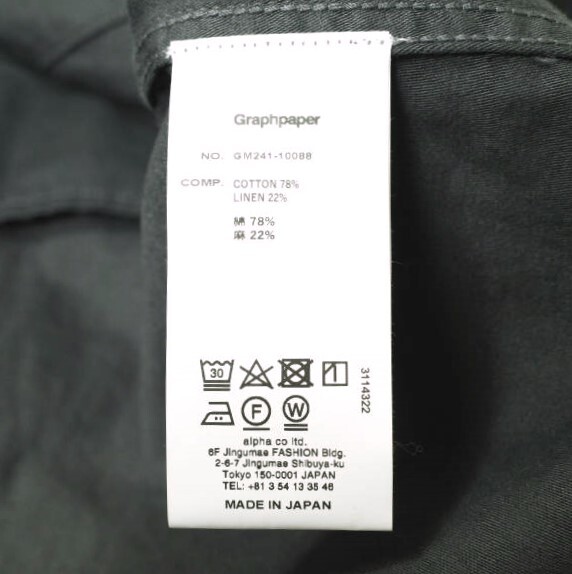 Graphpaper
NO. GM241-10088
COMP: COTTON 78%
LINEN 22%
綿 78%
麻 22%
30
3114322
F W
alpha co ltd.
6F Jingumae FASHION Bldg.
2-6-7 Jingumae Shibuya-ku
Tokyo 150-0001 JAPAN
TEL: +81 3 54 13 35 46
MADE IN JAPAN